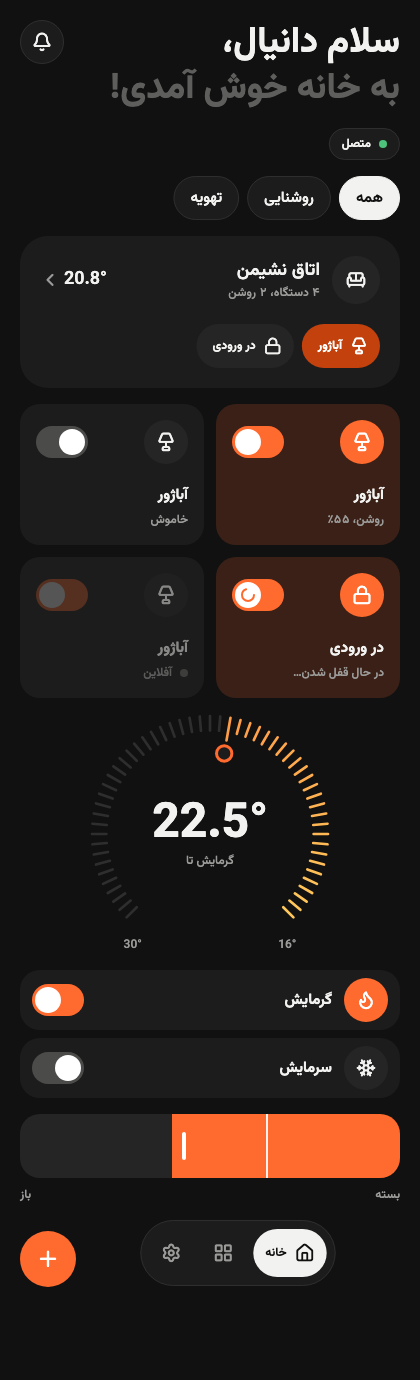 سلام دانیال،
به خانه خوش آمدی!
متصل
همه
روشنایی
تهویه
اتاق نشیمن
۴ دستگاه، ۲ روشن
20.8°
آباژور
در ورودی
آباژور
روشن، ۵۵٪
آباژور
خاموش
در ورودی
در حال قفل شدن…
آباژور
آفلاین
22.5°
گرمایش تا
16°
30°
گرمایش
سرمایش
بسته
باز
خانه